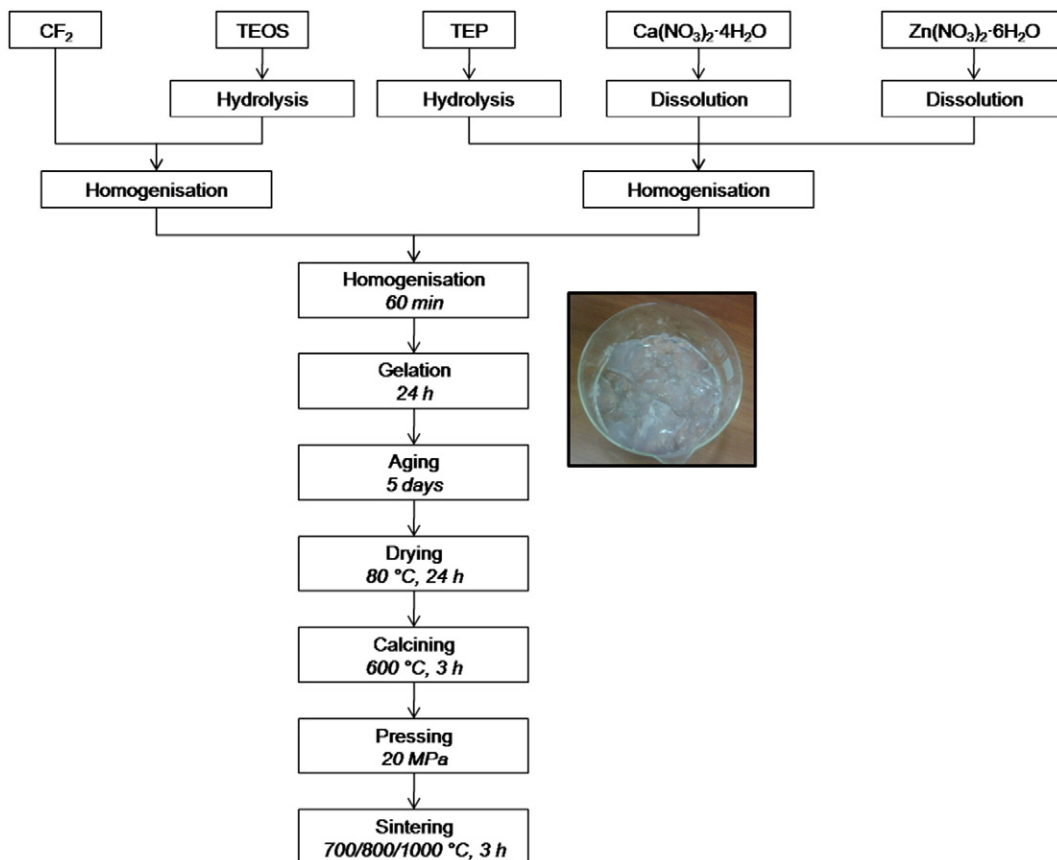 CF₂
TEOS
TEP
Ca(NO₃)₂·4H₂O
Zn(NO₃)₂·6H₂O
Hydrolysis
Hydrolysis
Dissolution
Dissolution
Homogenisation
Homogenisation
Homogenisation
60 min
Gelation
24 h
Aging
5 days
Drying
80 °C, 24 h
Calcining
600 °C, 3 h
Pressing
20 MPa
Sintering
700/800/1000 °C, 3 h